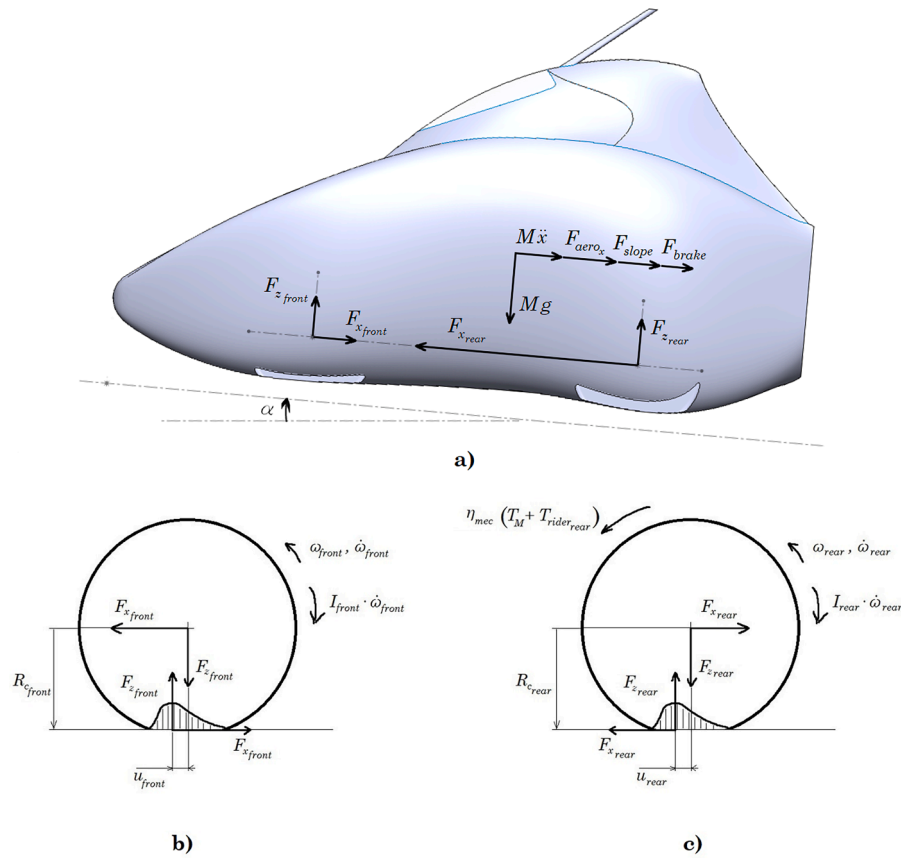 Mẍ F_aero_x F_slope F_brake
F_z_front Mg
F_x_front F_x_rear F_z_rear
α
a)
η_mec (T_M + T_rider_rear)
ω_front , ω̇_front ω_rear , ω̇_rear
F_x_front I_front · ω̇_front F_x_rear I_rear · ω̇_rear
R_c_front F_z_front F_z_front R_c_rear F_z_rear F_z_rear
F_x_front F_x_rear
u_front u_rear
b) c)